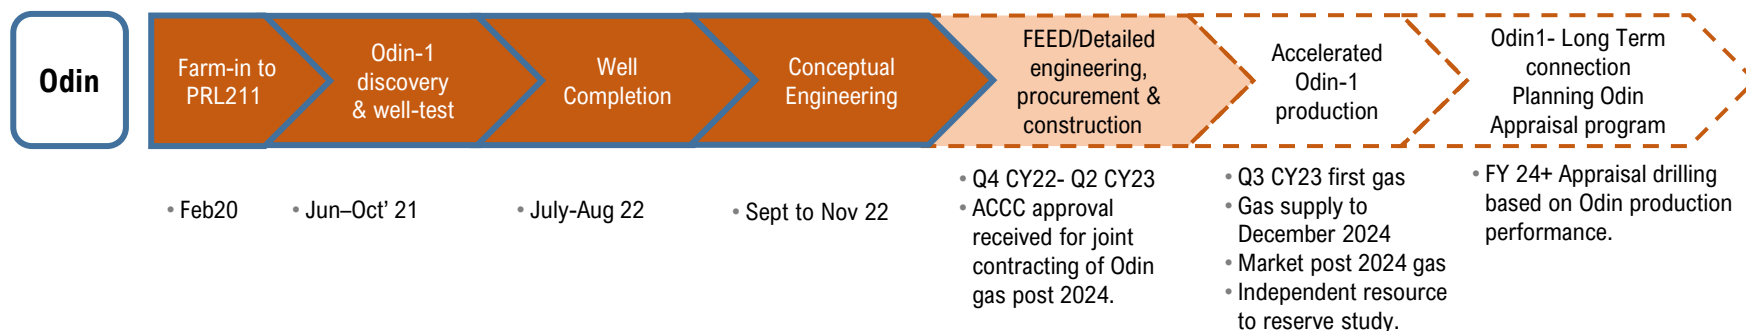 Odin
Farm-in to
PRL211
Odin-1
discovery
& well-test
Well
Completion
Conceptual
Engineering
FEED/Detailed
engineering,
procurement &
construction
Accelerated
Odin-1
production
Odin1- Long Term
connection
Planning Odin
Appraisal program
• Feb20
• Jun–Oct' 21
• July-Aug 22
• Sept to Nov 22
• Q4 CY22- Q2 CY23
• ACCC approval
received for joint
contracting of Odin
gas post 2024.
• Q3 CY23 first gas
• Gas supply to
December 2024
• Market post 2024 gas
• Independent resource
to reserve study.
• FY 24+ Appraisal drilling
based on Odin production
performance.